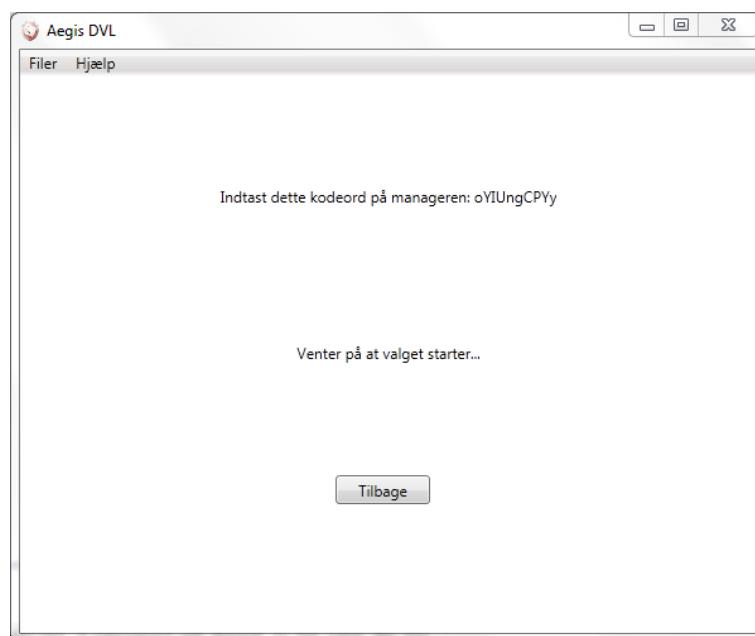 Aegis DVL
Filer Hjælp
Indtast dette kodeord på manageren: oYIUngCPYy
Venter på at valget starter...
Tilbage